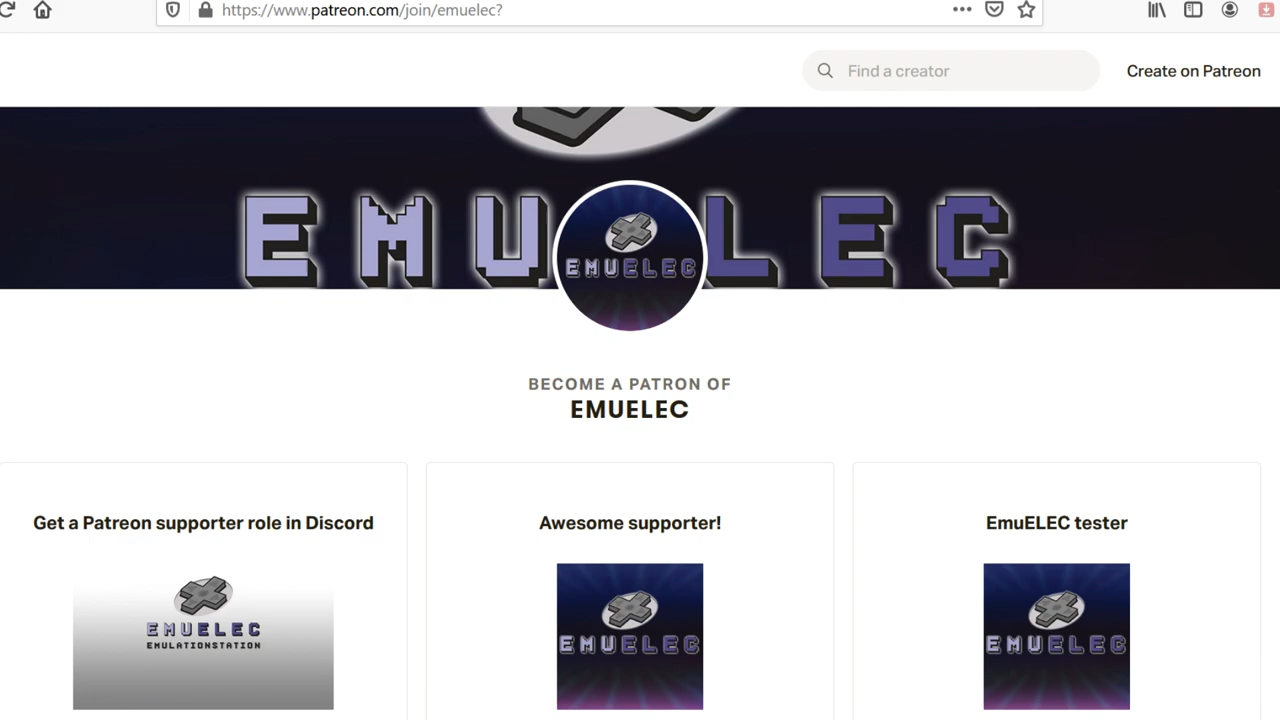 https://www.patreon.com/join/emuelec?
Find a creator
Create on Patreon
EMUELEC
EMUELEC
BECOME A PATRON OF
EMUELEC
Get a Patreon supporter role in Discord
Awesome supporter!
EmuELEC tester
EMUELEC
EMULATIONSTATION
EMUELEC
EMUELEC